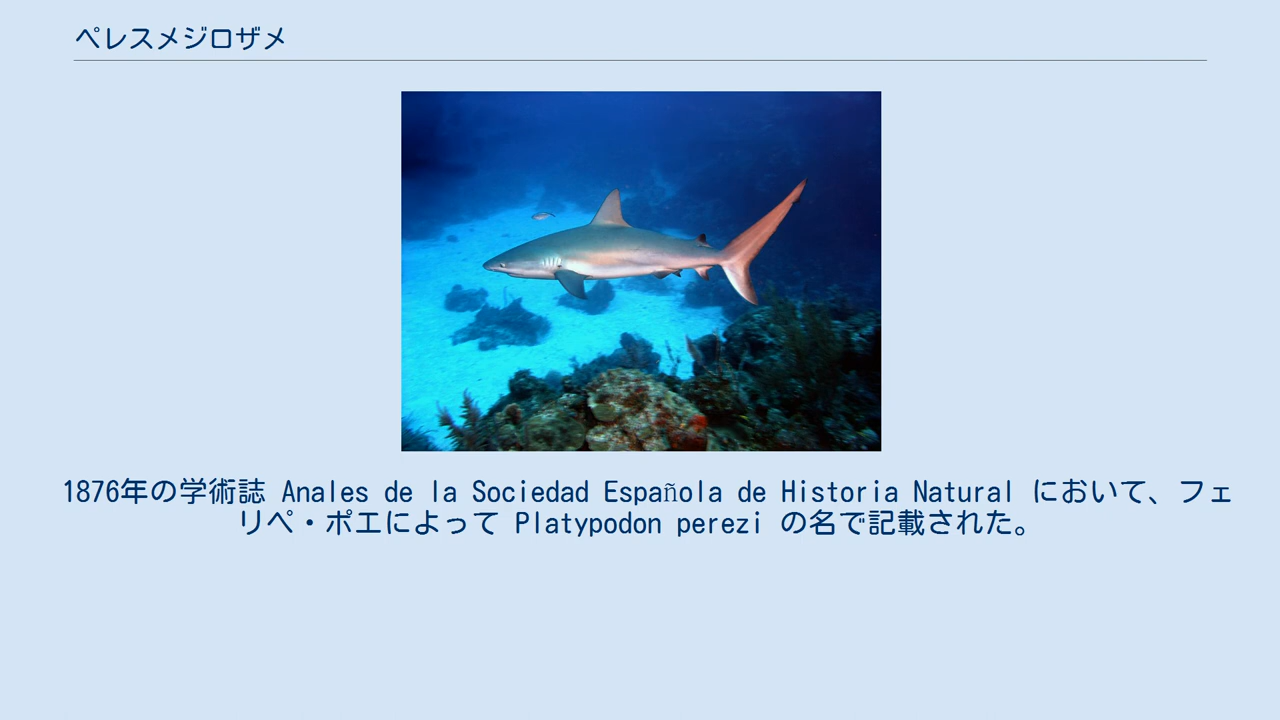 ペレスメジロザメ
1876年の学術誌 Anales de la Sociedad Española de Historia Natural において、フェ
リペ・ポエによって Platypodon perezi の名で記載された。